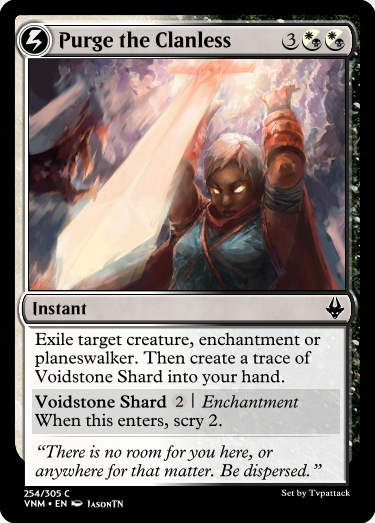 Purge the Clanless 3
Instant
Exile target creature, enchantment or
planeswalker. Then create a trace of
Voidstone Shard into your hand.
Voidstone Shard 2 | Enchantment
When this enters, scry 2.
“There is no room for you here, or
anywhere for that matter. Be dispersed.”
254/305 C
VNM • EN JasonTN
Set by Tvpattack